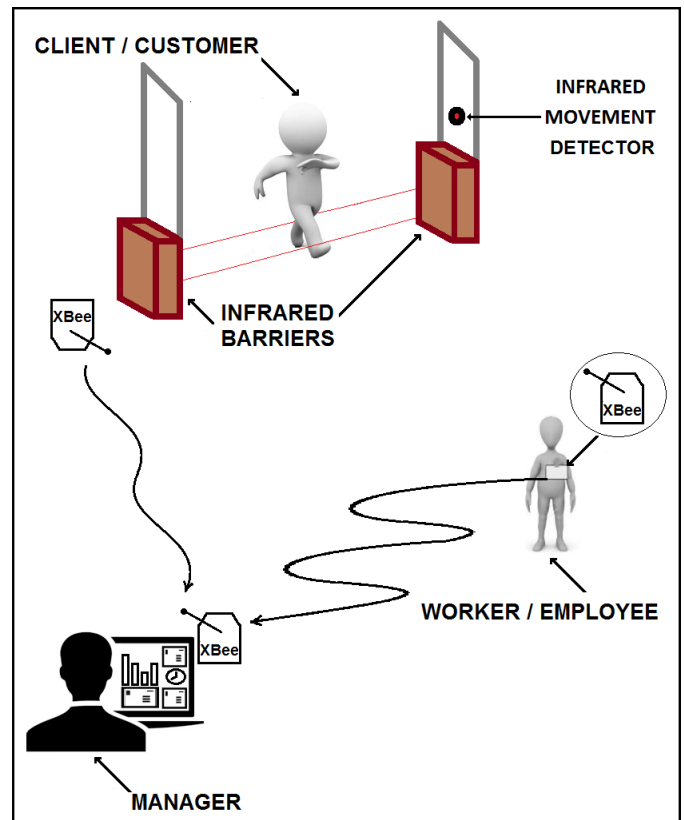 CLIENT / CUSTOMER
INFRARED
MOVEMENT
DETECTOR
INFRARED
BARRIERS
XBee
XBee
WORKER / EMPLOYEE
XBee
MANAGER